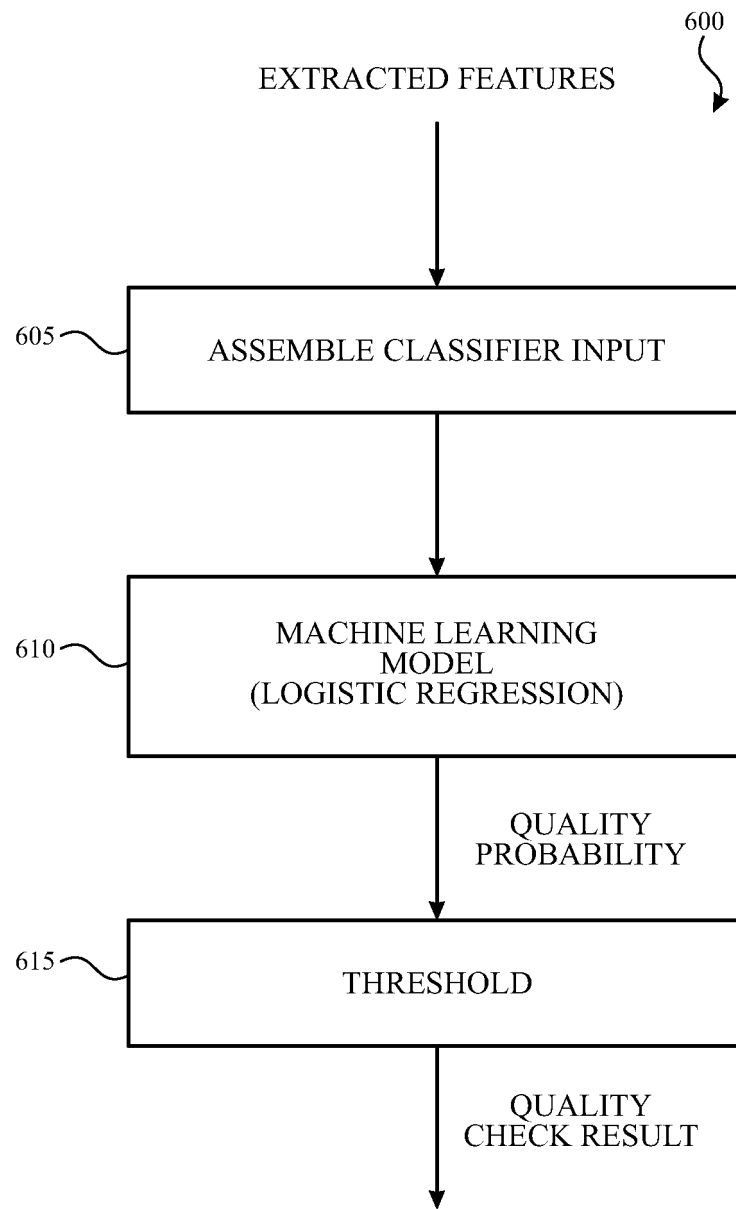 600
EXTRACTED FEATURES
605
ASSEMBLE CLASSIFIER INPUT
610
MACHINE LEARNING
MODEL
(LOGISTIC REGRESSION)
QUALITY
PROBABILITY
615
THRESHOLD
QUALITY
CHECK RESULT